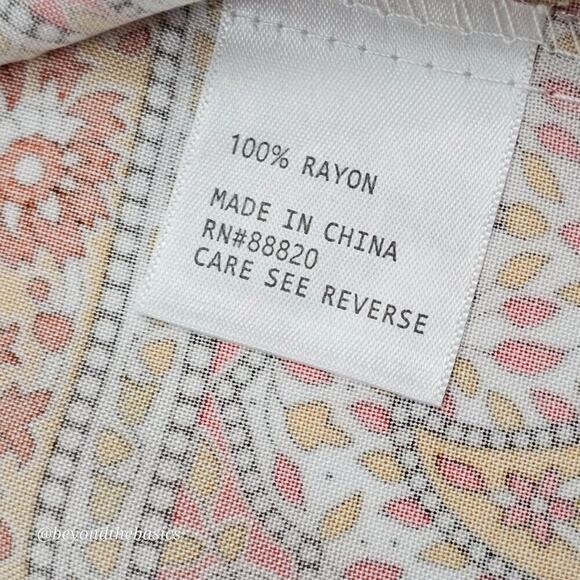 100% RAYON
MADE IN CHINA
RN#88820
CARE SEE REVERSE
@beyondthebasics